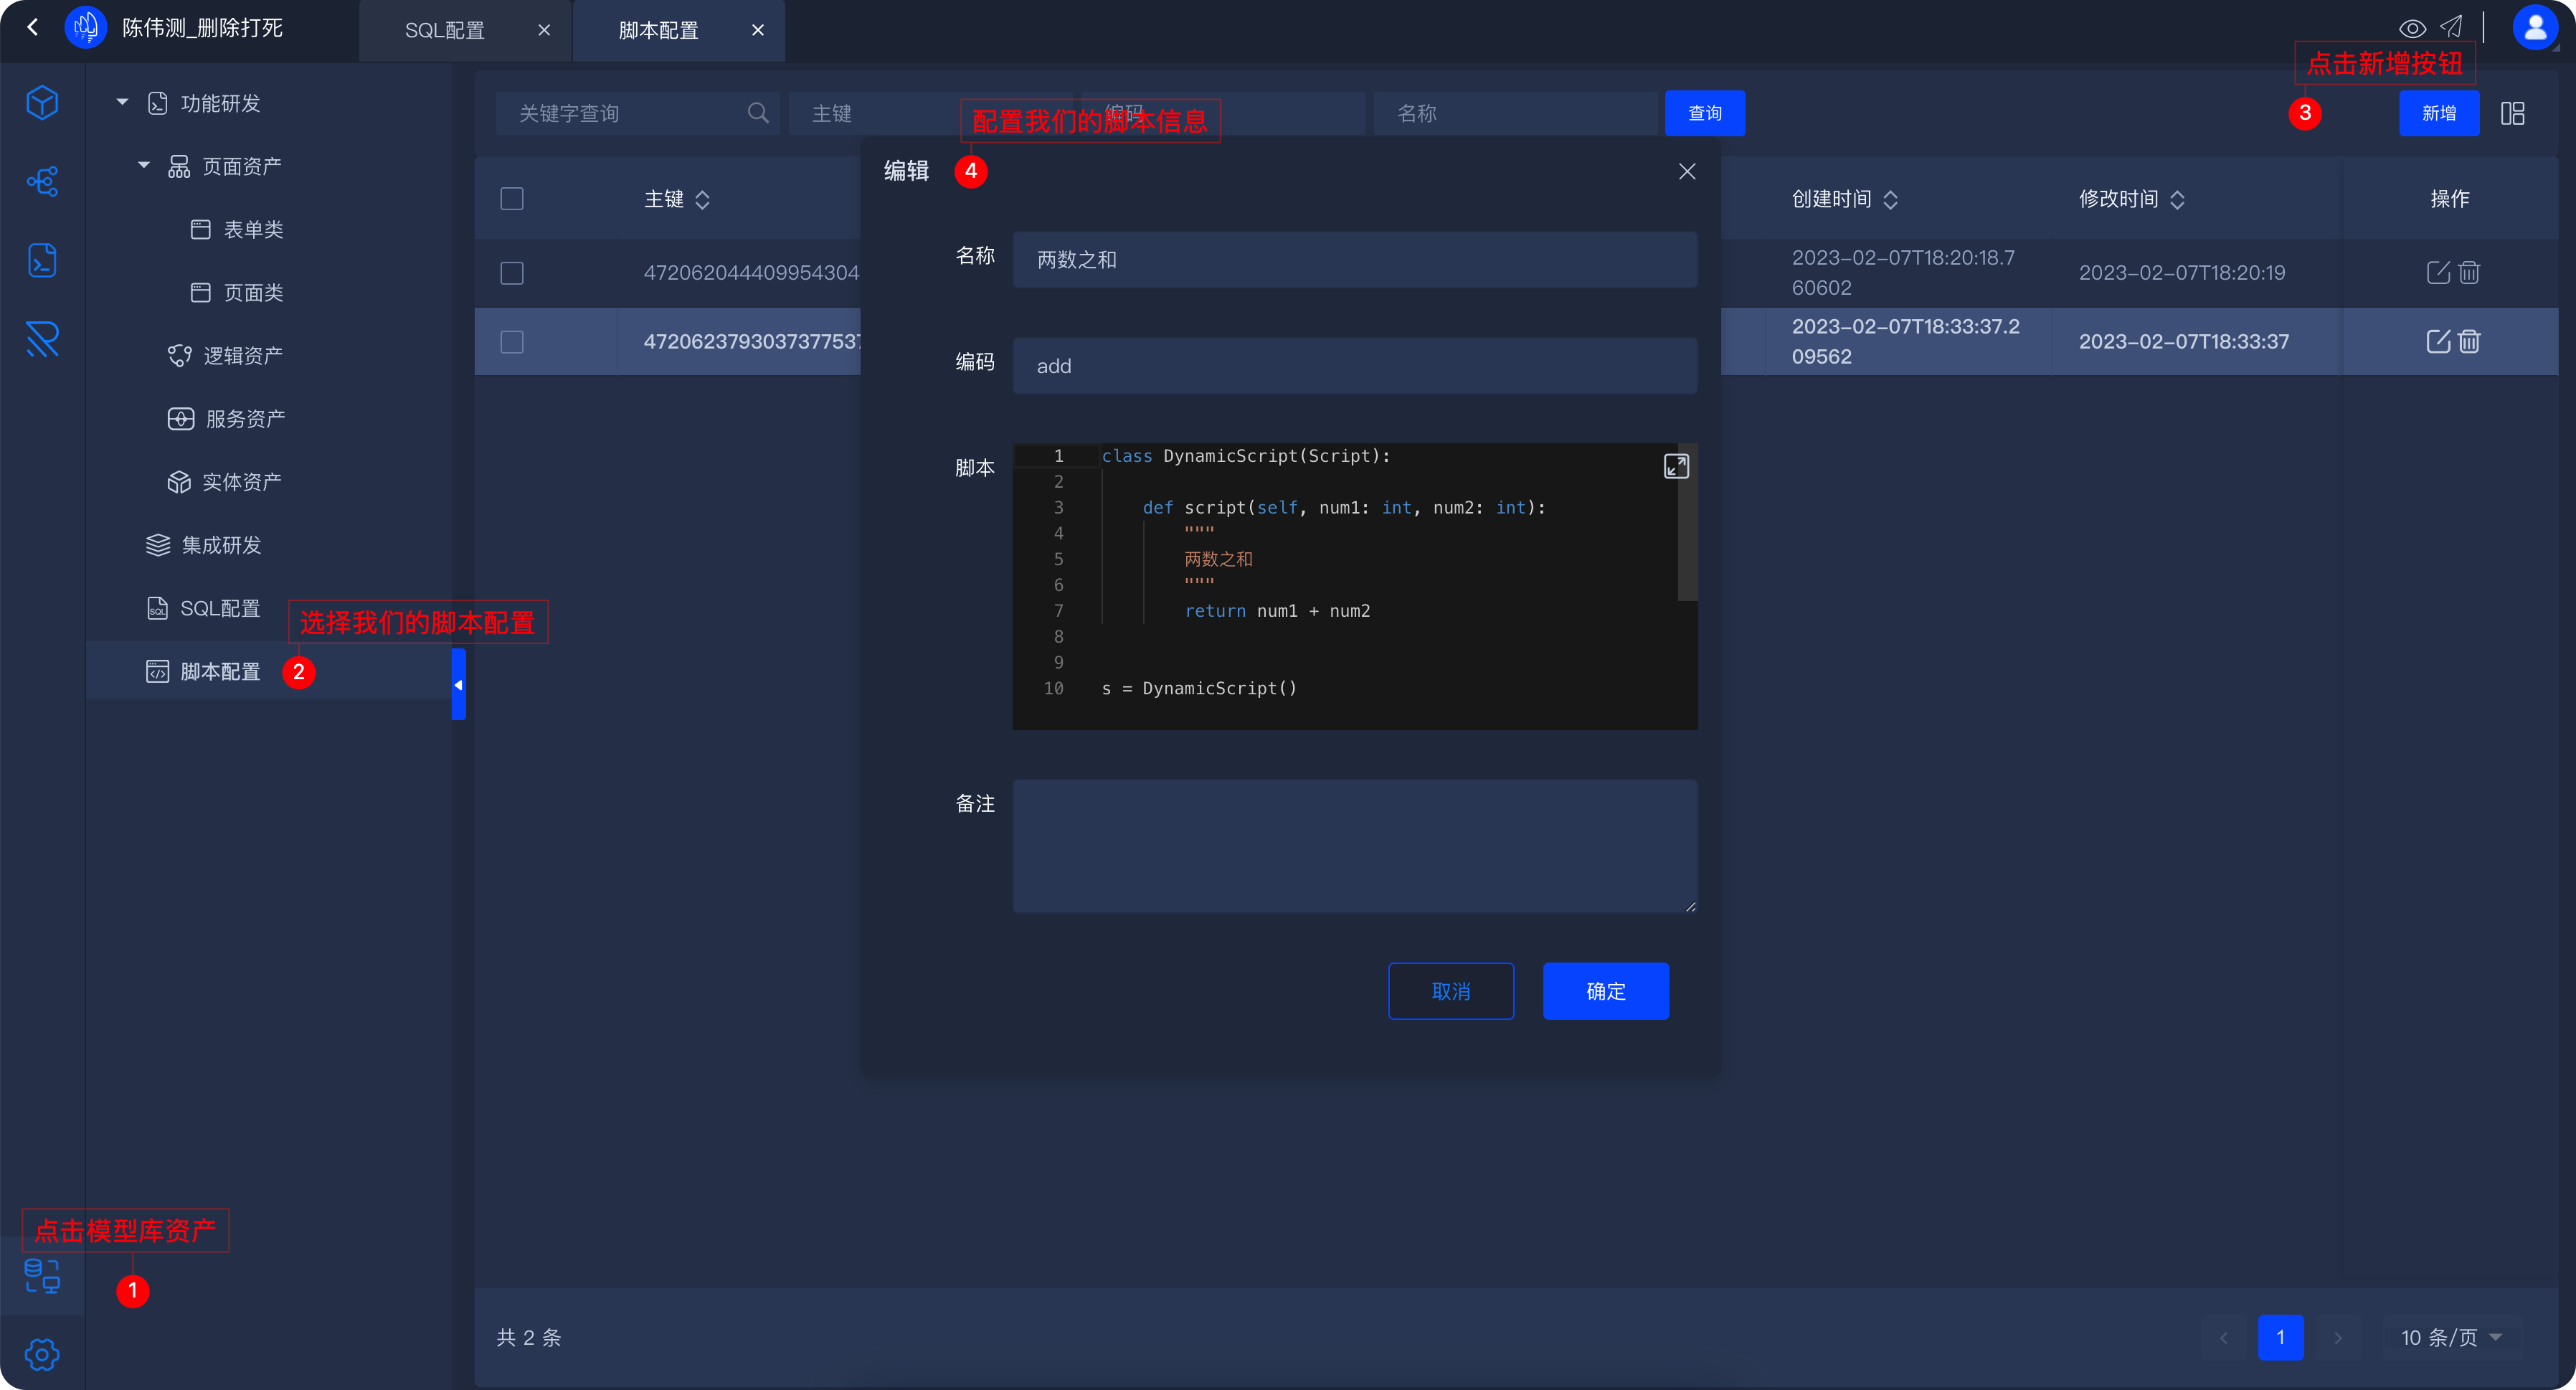 陈伟测_删除打死
SQL配置
脚本配置
点击新增按钮
3
功能研发
页面资产
表单类
页面类
逻辑资产
服务资产
实体资产
集成研发
SQL配置
选择我们的脚本配置
脚本配置
2
点击模型库资产
1
关键字查询
主键
编码
名称
查询
新增
配置我们的脚本信息
4
主键
创建时间
修改时间
操作
472062044409954304
2023-02-07T18:20:18.7
60602
2023-02-07T18:20:19
472062379303737753
2023-02-07T18:33:37.2
09562
2023-02-07T18:33:37
编辑
名称
两数之和
编码
add
脚本
1 class DynamicScript(Script):
2
3 def script(self, num1: int, num2: int):
4 """
5 两数之和
6 """
7 return num1 + num2
8
9
10 s = DynamicScript()
备注
取消
确定
共 2 条
1
10 条/页